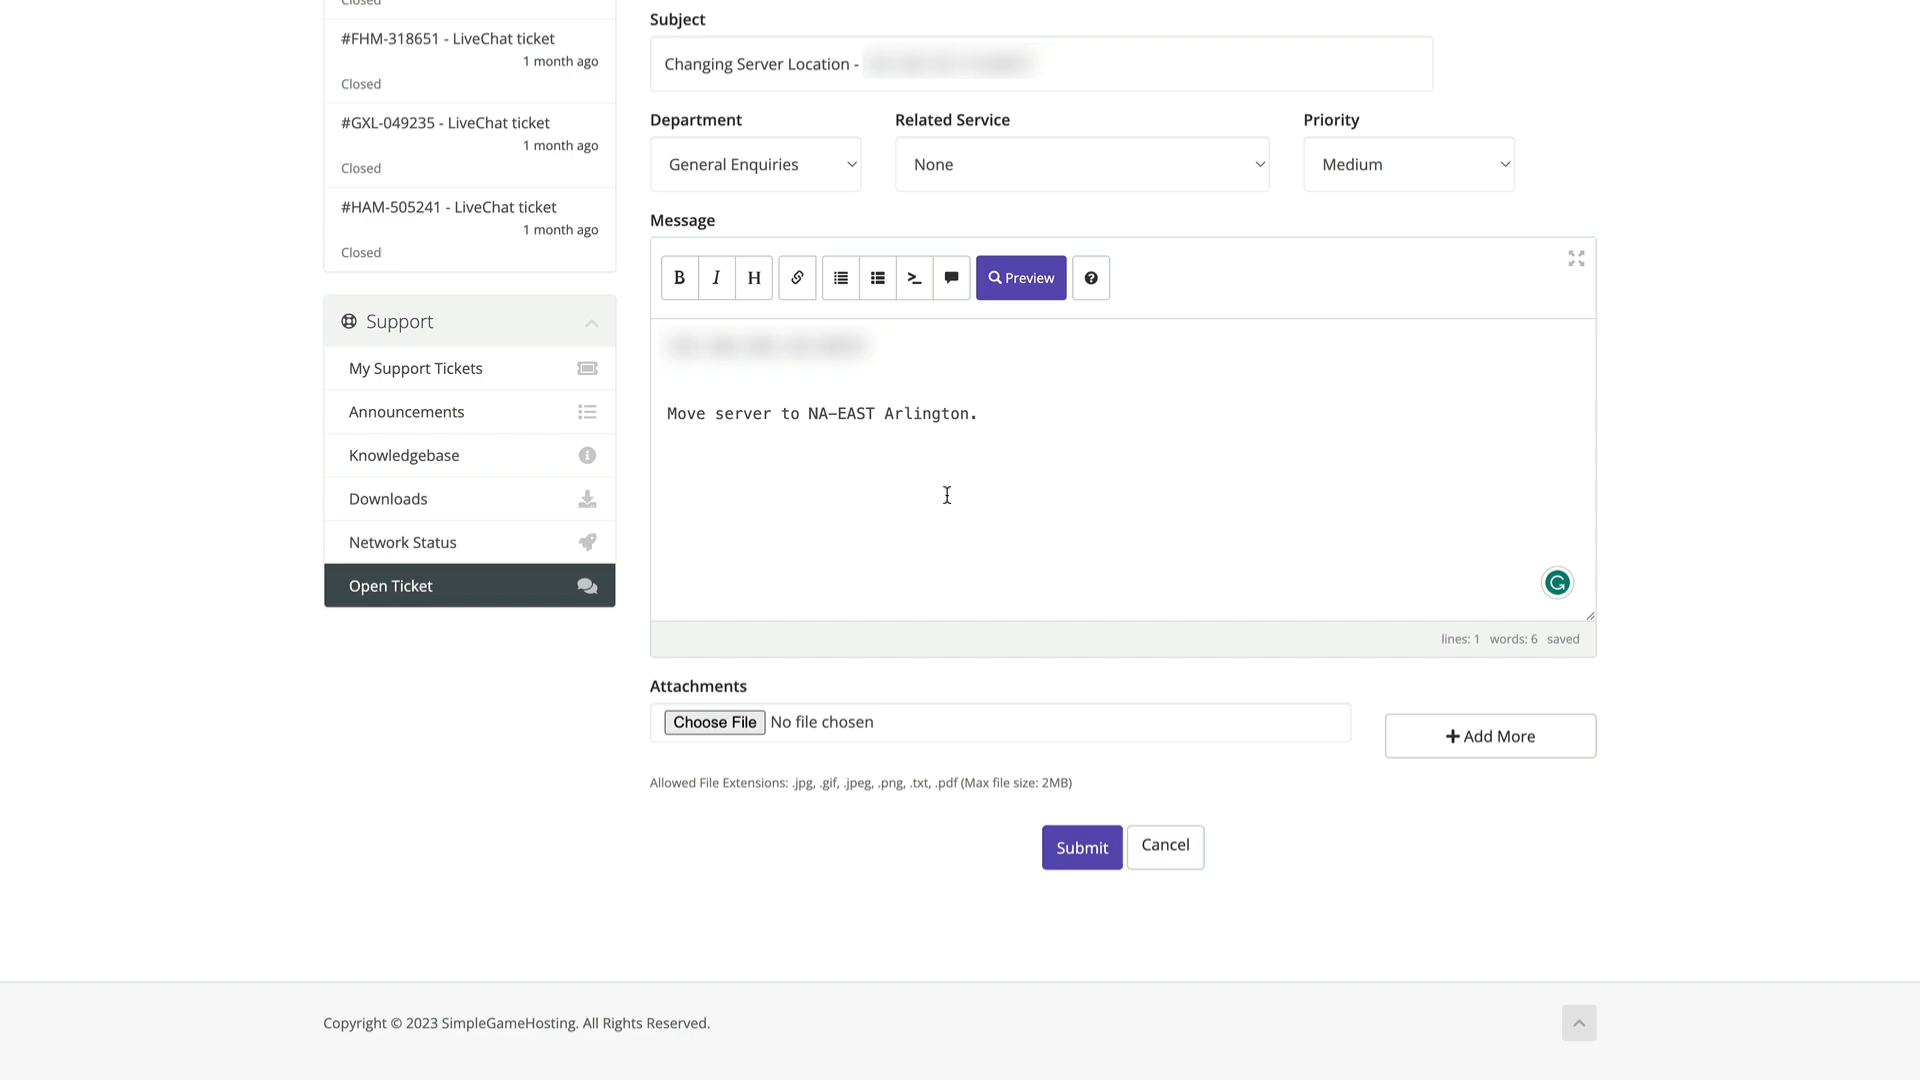 Closed
#FHM-318651 - LiveChat ticket
1 month ago
Closed
#GXL-049235 - LiveChat ticket
1 month ago
Closed
#HAM-505241 - LiveChat ticket
1 month ago
Closed
Support
My Support Tickets
Announcements
Knowledgebase
Downloads
Network Status
Open Ticket
Subject
Changing Server Location -
Department
Related Service
Priority
General Enquiries
None
Medium
Message
B I H Preview
Move server to NA-EAST Arlington.
lines: 1 words: 6 saved
Attachments
Choose File No file chosen
Add More
Allowed File Extensions: .jpg, .gif, .jpeg, .png, .txt, .pdf (Max file size: 2MB)
Submit
Cancel
Copyright © 2023 SimpleGameHosting. All Rights Reserved.